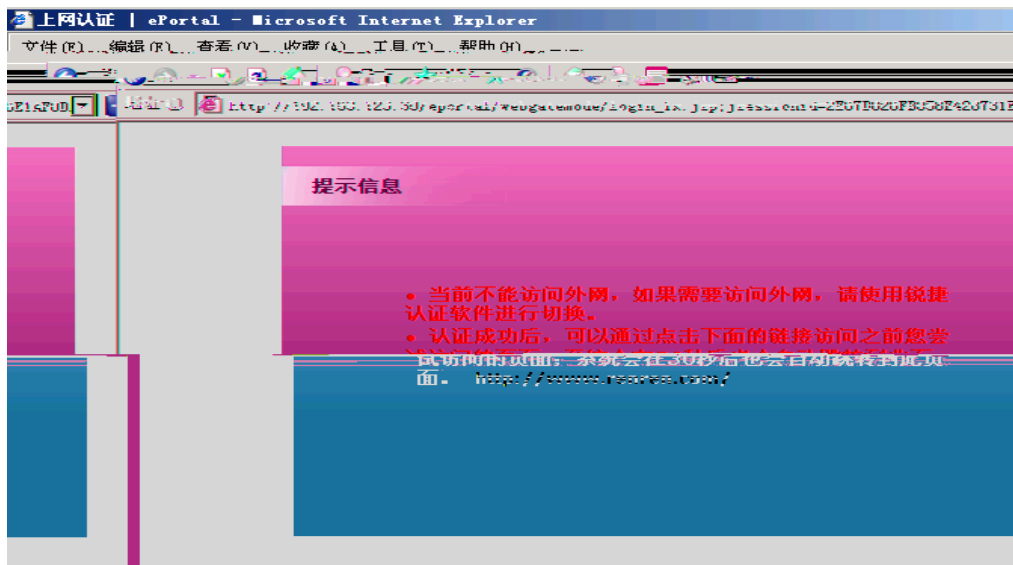 上网认证 | ePortal - Microsoft Internet Explorer
文件(F) 编辑(E) 查看(V) 收藏(A) 工具(T) 帮助(H)
提示信息
• 当前不能访问外网, 如果需要访问外网, 请使用锐捷
认证软件进行切换。
• 认证成功后, 可以通过点击下面的链接访问之前您尝
试访问的页面; 系统会在30秒后也会自动跳转到此页
面。 http://www.renren.com/